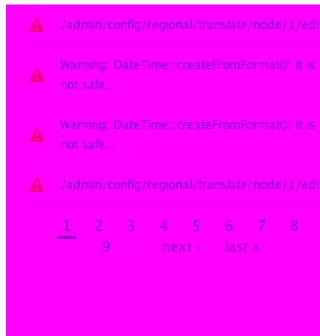 /admin/config/regional/translate/node/1/edi
Warning: DateTime::createFromFormat(): It is
not safe…
Warning: DateTime::createFromFormat(): It is
not safe…
/admin/config/regional/translate/node/1/edi
1 2 3 4 5 6 7 8
9 … next › last »